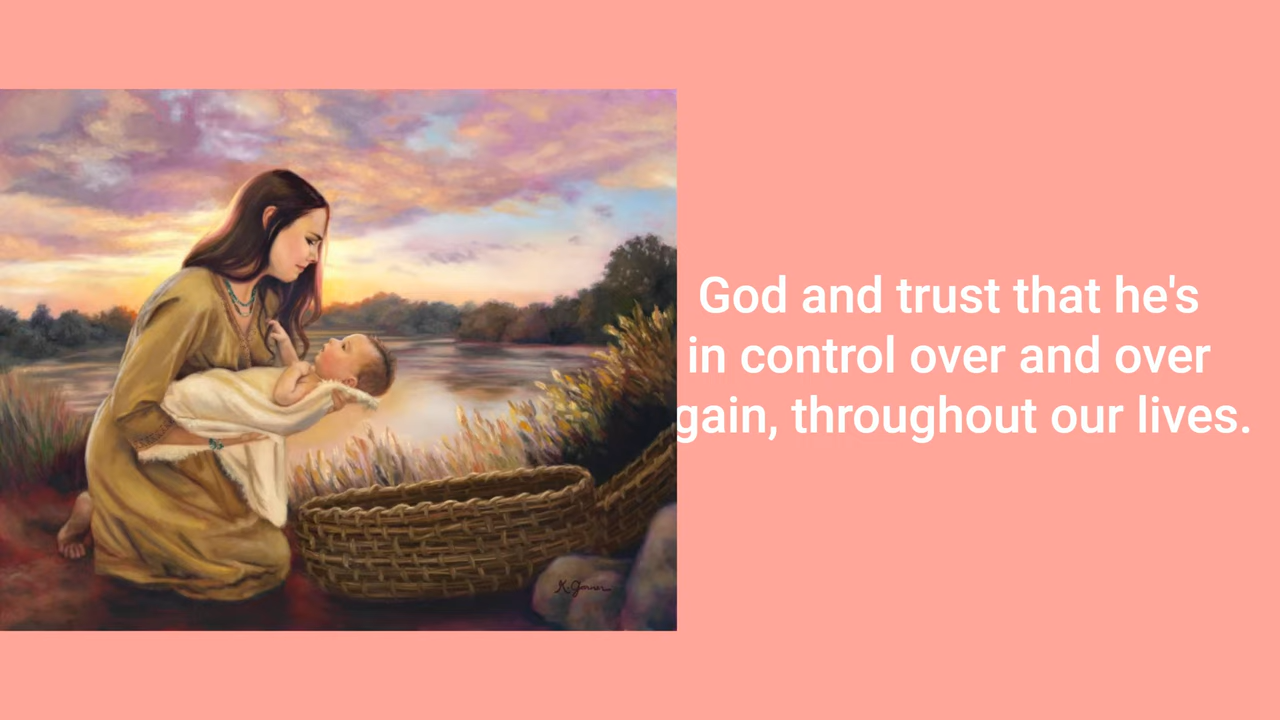 God and trust that he's
in control over and over
gain, throughout our lives.